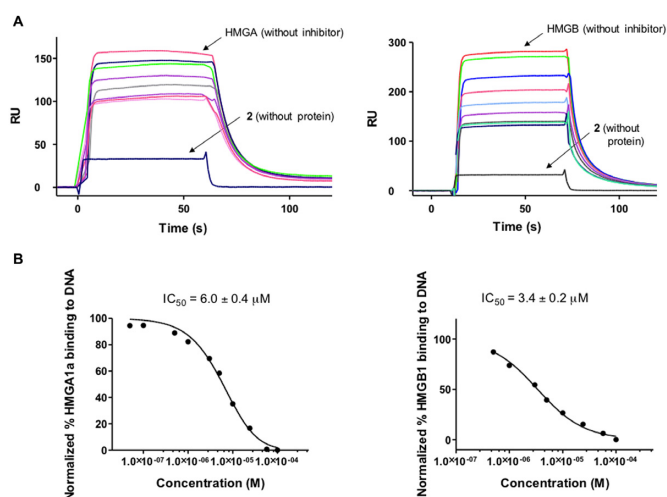 A
HMGA (without inhibitor)
150
100
50
0
RU
2 (without protein)
0
50
100
Time (s)
HMGB (without inhibitor)
300
200
100
0
RU
2 (without
protein)
0
50
100
Time (s)
B
IC50 = 6.0 ± 0.4 μM
Normalized % HMGA1a binding to DNA
100
80
60
40
20
0
1.0×10-07
1.0×10-06
1.0×10-05
1.0×10-04
Concentration (M)
IC50 = 3.4 ± 0.2 μM
Normalized % HMGB1 binding to DNA
100
50
0
1.0×10-07
1.0×10-06
1.0×10-05
1.0×10-04
Concentration (M)